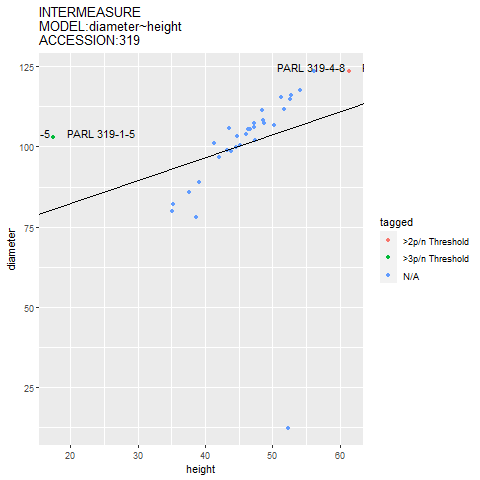 INTERMEASURE
MODEL:diameter~height
ACCESSION:319
125
100
75
50
25
diameter
PARL 319-4-8
-5
PARL 319-1-5
20
30
40
50
60
height
tagged
>2p/n Threshold
>3p/n Threshold
N/A